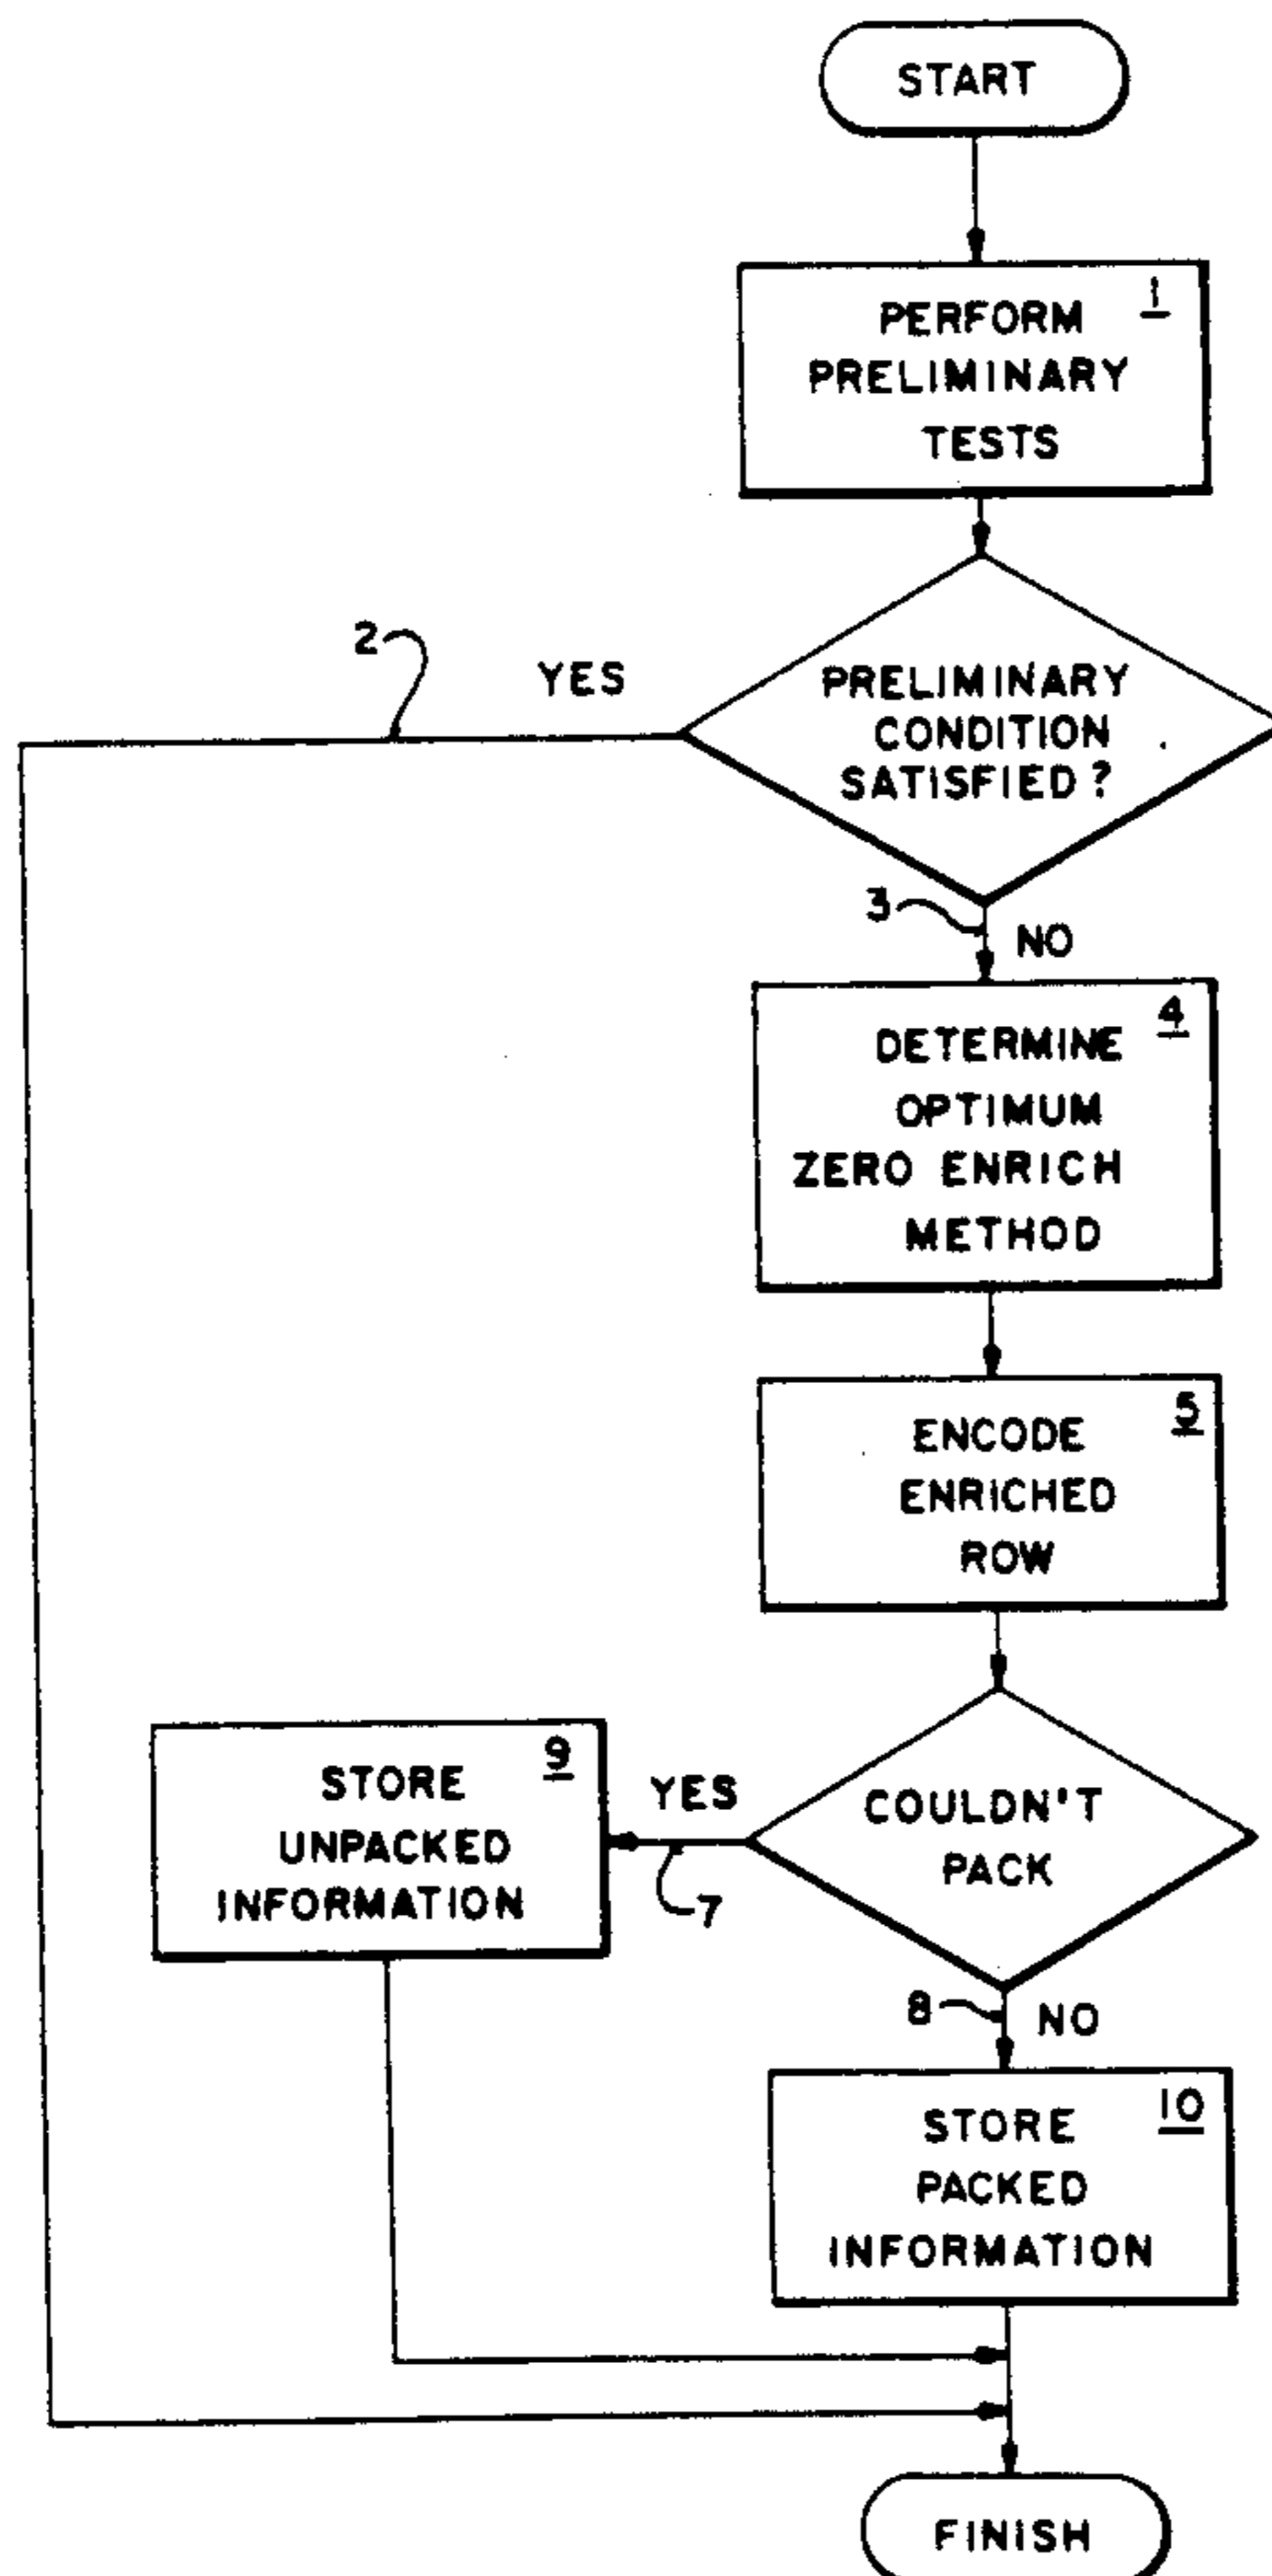 START
1
PERFORM
PRELIMINARY
TESTS
2
YES
PRELIMINARY
CONDITION
SATISFIED?
3
NO
4
DETERMINE
OPTIMUM
ZERO ENRICH
METHOD
5
ENCODE
ENRICHED
ROW
9
STORE
UNPACKED
INFORMATION
YES
7
COULDN'T
PACK
8
NO
10
STORE
PACKED
INFORMATION
FINISH